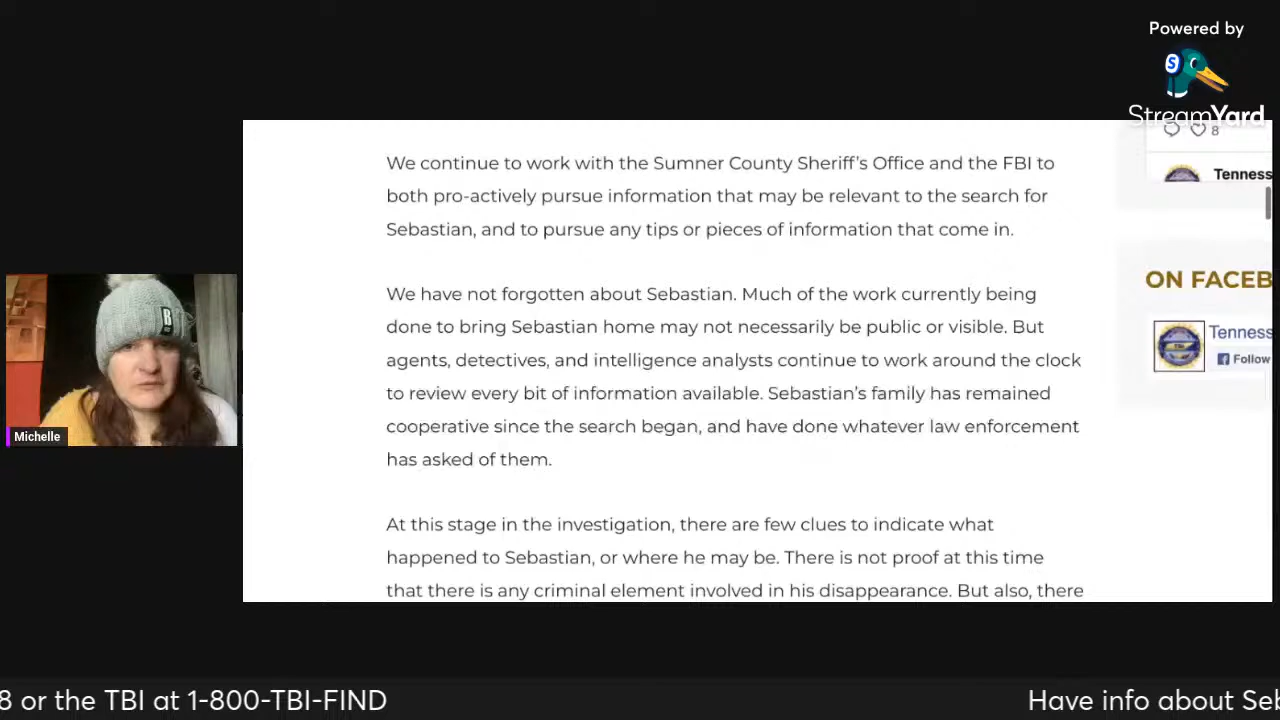 Powered by
StreamYard
8
Tenness
We continue to work with the Sumner County Sheriff's Office and the FBI to
both pro-actively pursue information that may be relevant to the search for
Sebastian, and to pursue any tips or pieces of information that come in.
ON FACEB
We have not forgotten about Sebastian. Much of the work currently being
done to bring Sebastian home may not necessarily be public or visible. But
agents, detectives, and intelligence analysts continue to work around the clock
to review every bit of information available. Sebastian's family has remained
cooperative since the search began, and have done whatever law enforcement
has asked of them.
Tenness
Follow
Michelle
At this stage in the investigation, there are few clues to indicate what
happened to Sebastian, or where he may be. There is not proof at this time
that there is any criminal element involved in his disappearance. But also, there
8 or the TBI at 1-800-TBI-FIND
Have info about Seb